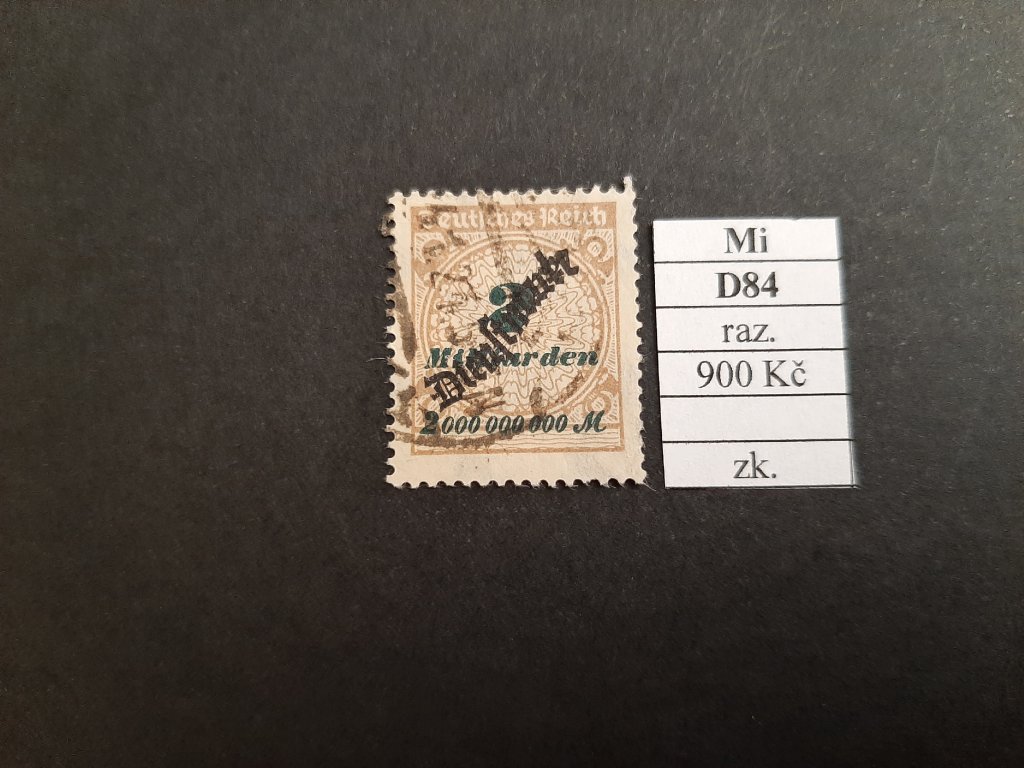 Deutsches Reich
2
Milliarden
Dienstmarke
2 000 000 000 M
Mi
D84
raz.
900 Kč
zk.